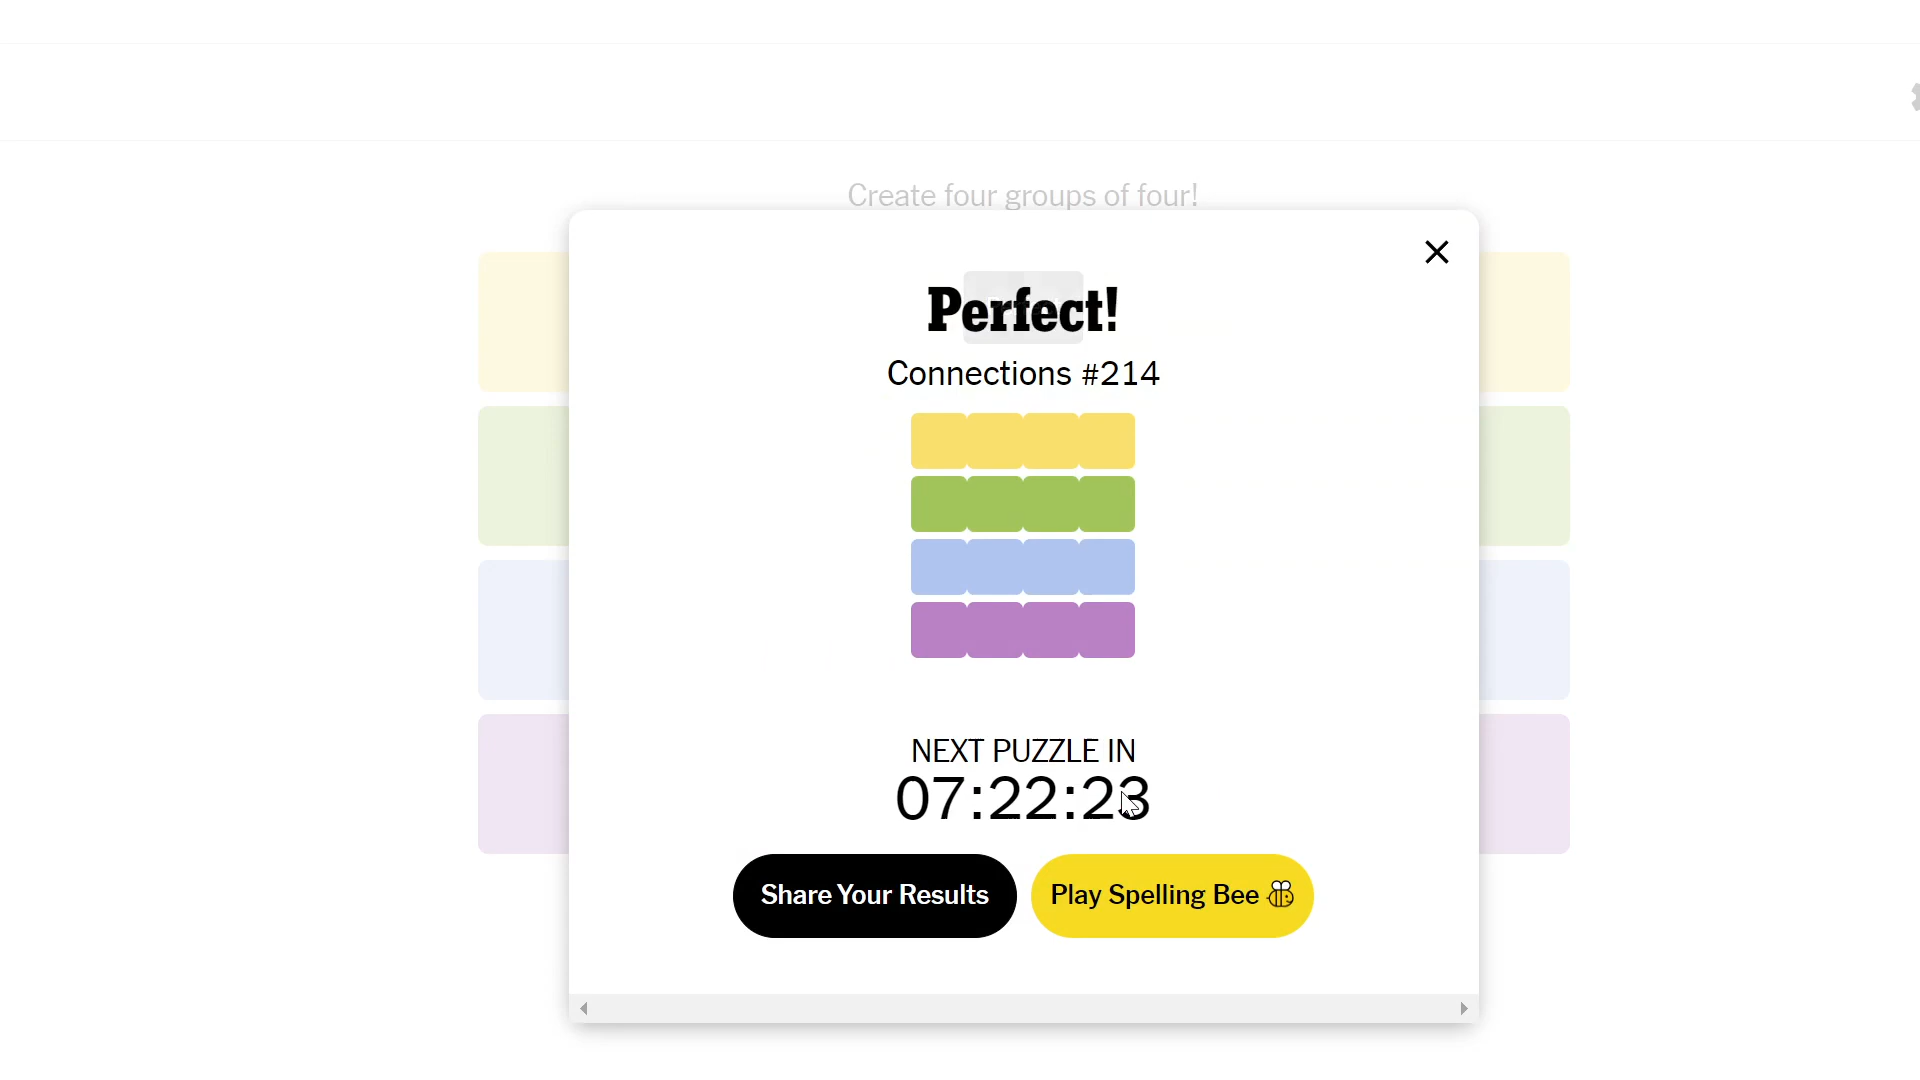 Create four groups of four!
Perfect!
Connections #214
NEXT PUZZLE IN
07:22:23
Share Your Results
Play Spelling Bee